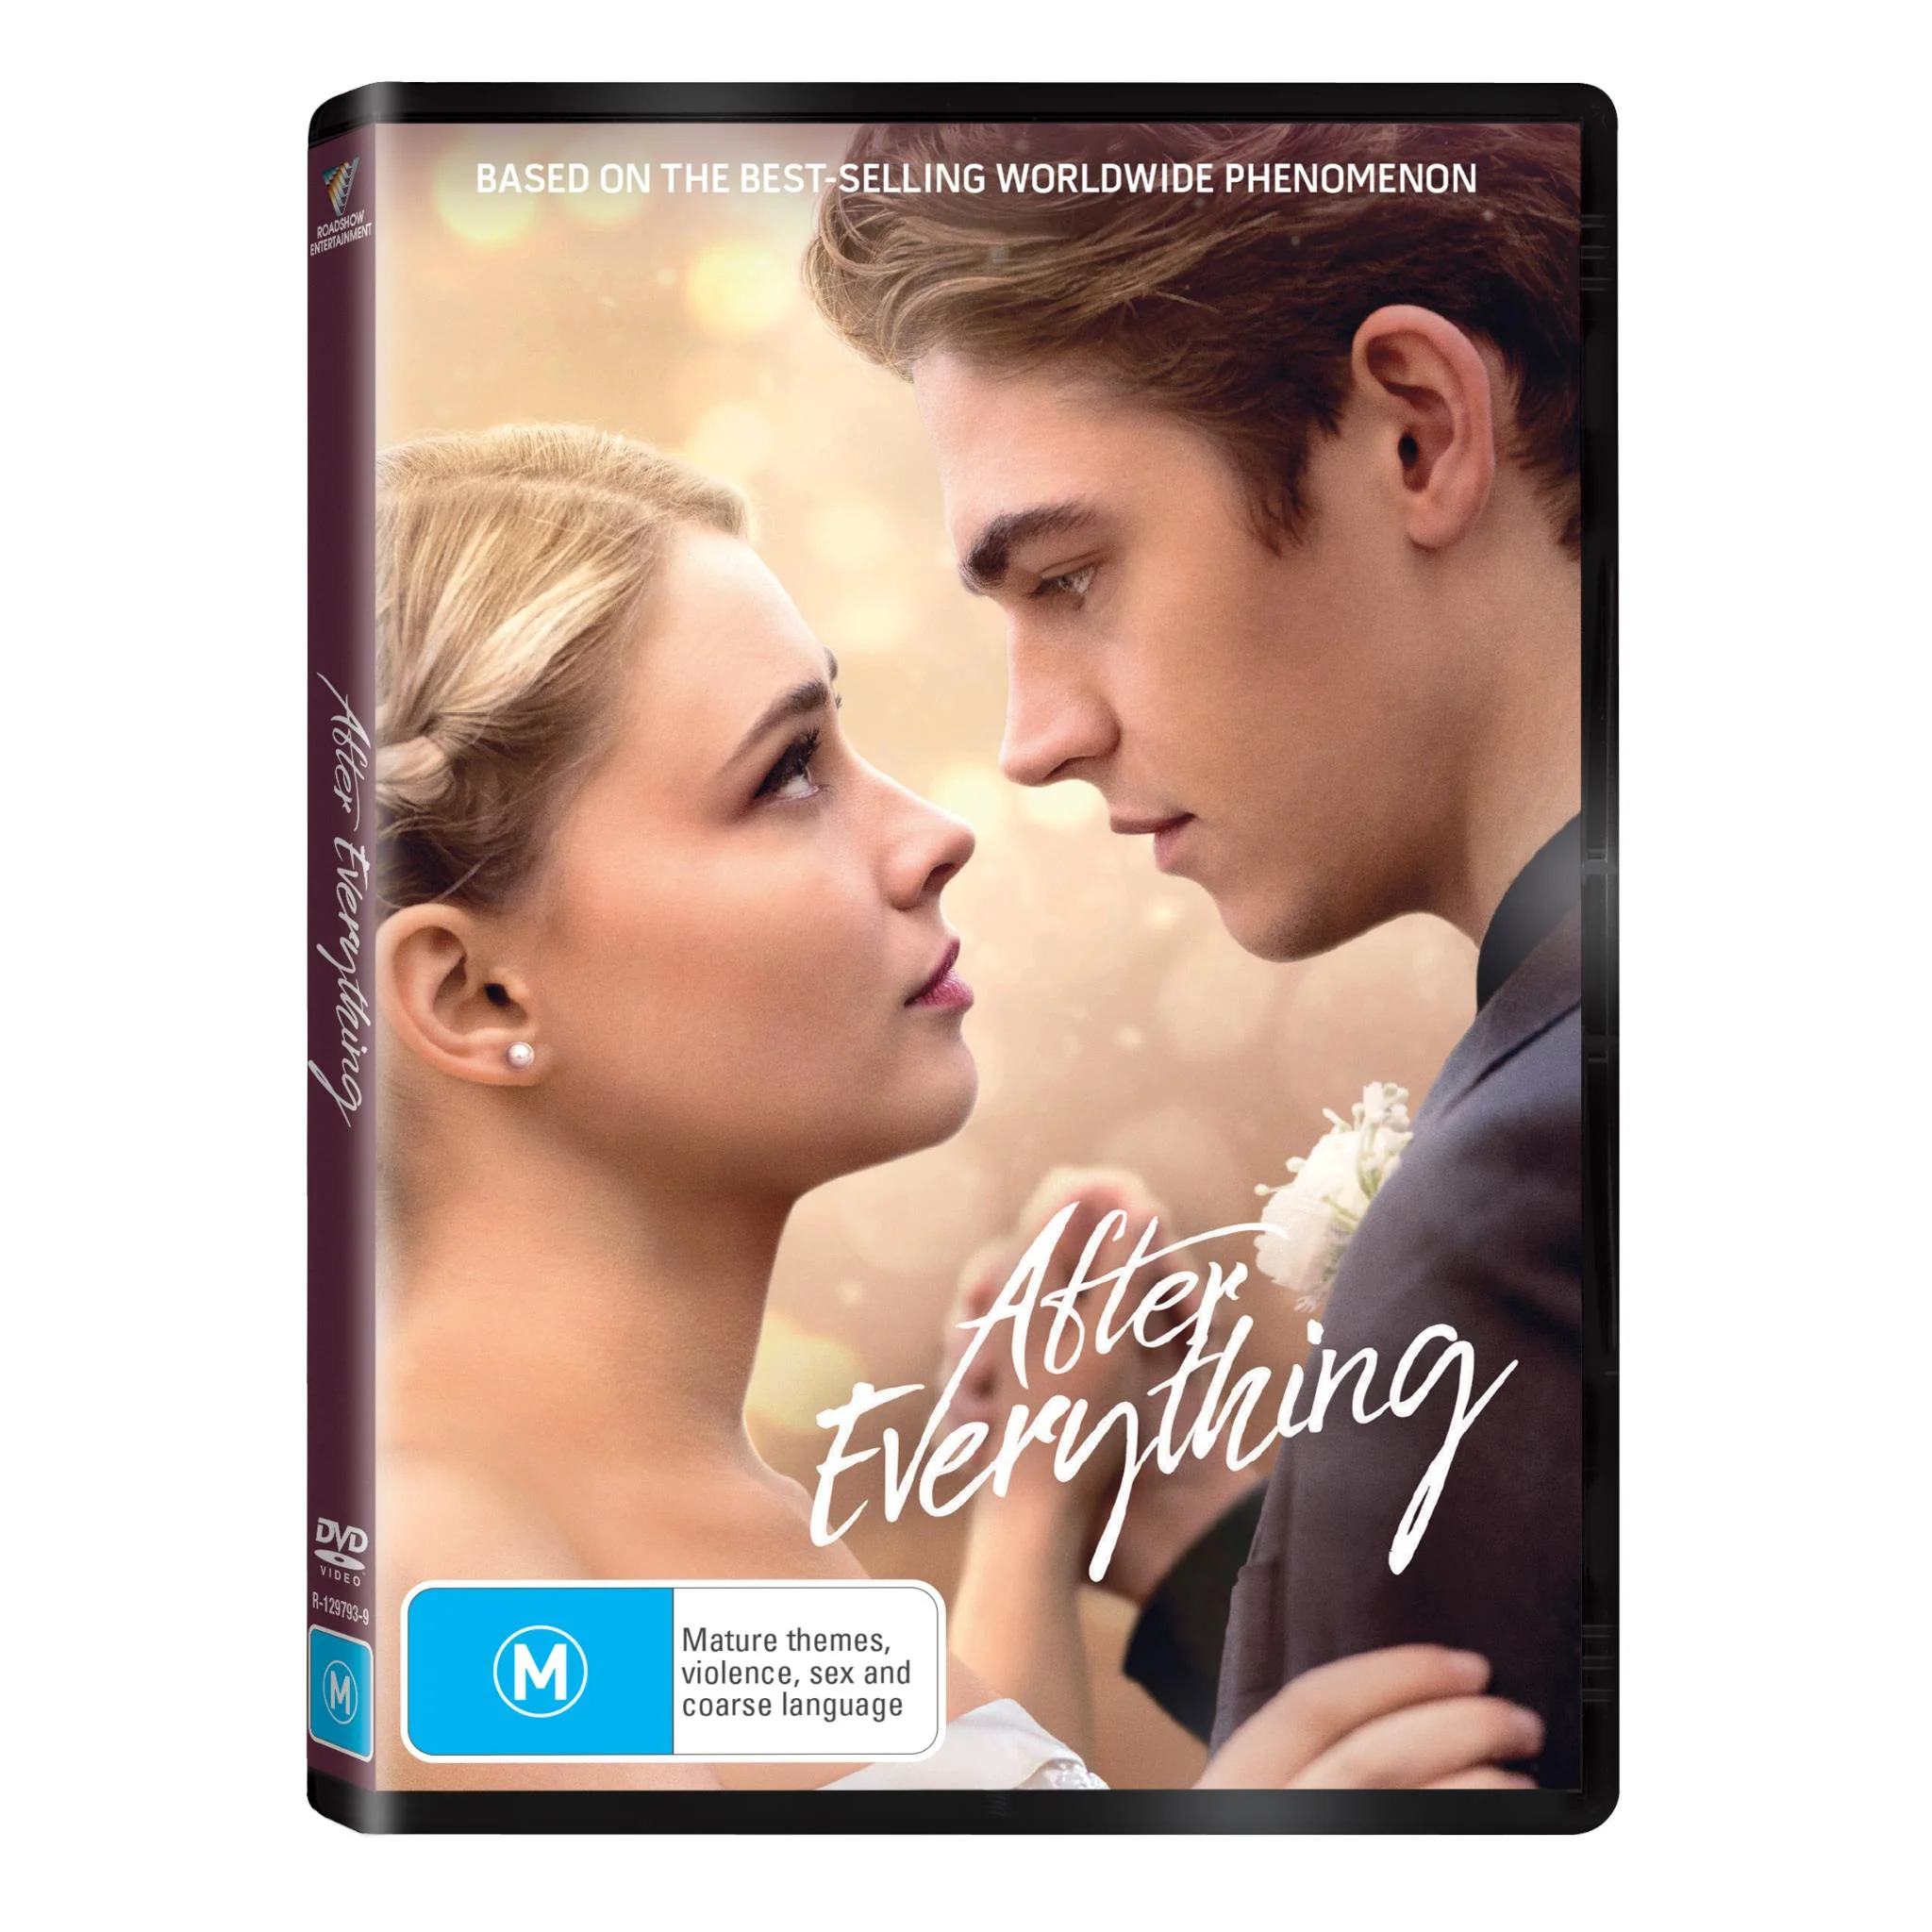 BASED ON THE BEST-SELLING WORLDWIDE PHENOMENON
After
Everything
M
Mature themes,
violence, sex and
coarse language
ROADSHOW
ENTERTAINMENT
After Everything
DVD
VIDEO
R-129793-9
M